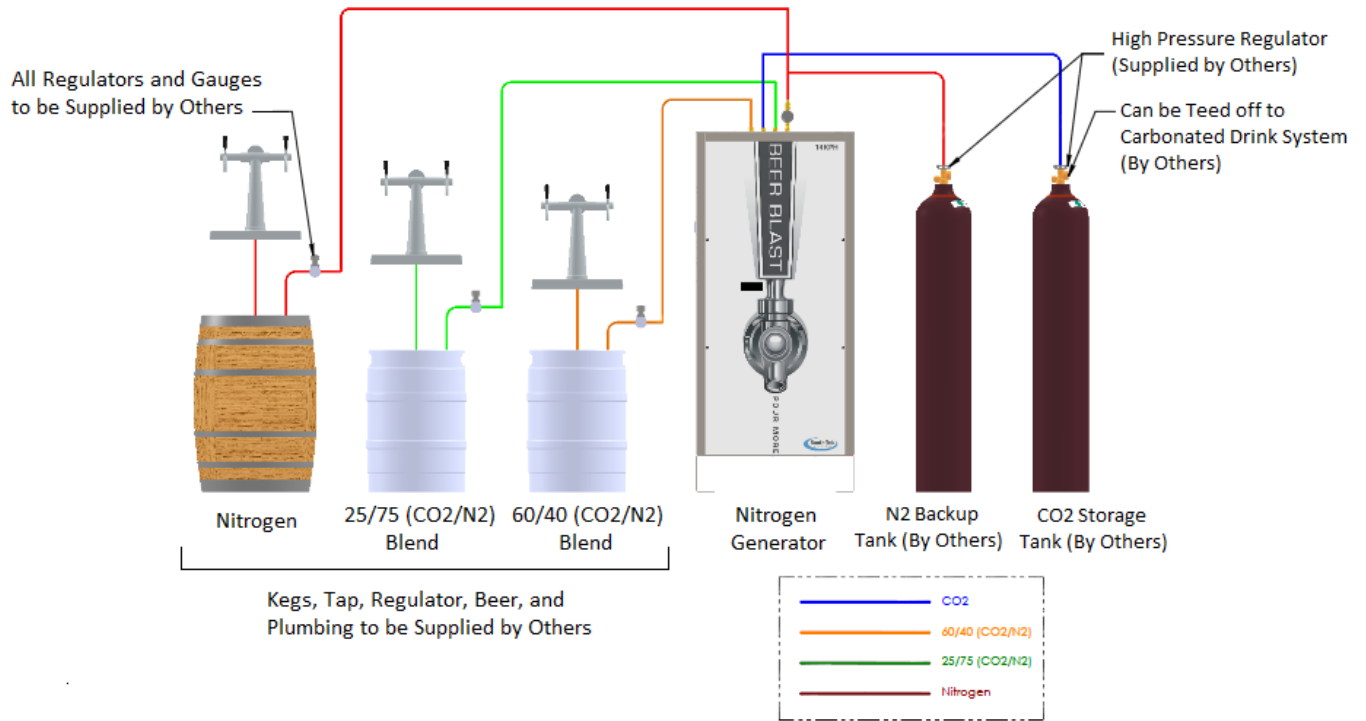 All Regulators and Gauges
to be Supplied by Others
High Pressure Regulator
(Supplied by Others)
Can be Teed off to
Carbonated Drink System
(By Others)
14KPH
BEER BLAST
POUR MORE
Nitrogen
25/75 (CO2/N2)
Blend
60/40 (CO2/N2)
Blend
Nitrogen
Generator
N2 Backup
Tank (By Others)
CO2 Storage
Tank (By Others)
Kegs, Tap, Regulator, Beer, and
Plumbing to be Supplied by Others
CO2
60/40 (CO2/N2)
25/75 (CO2/N2)
Nitrogen